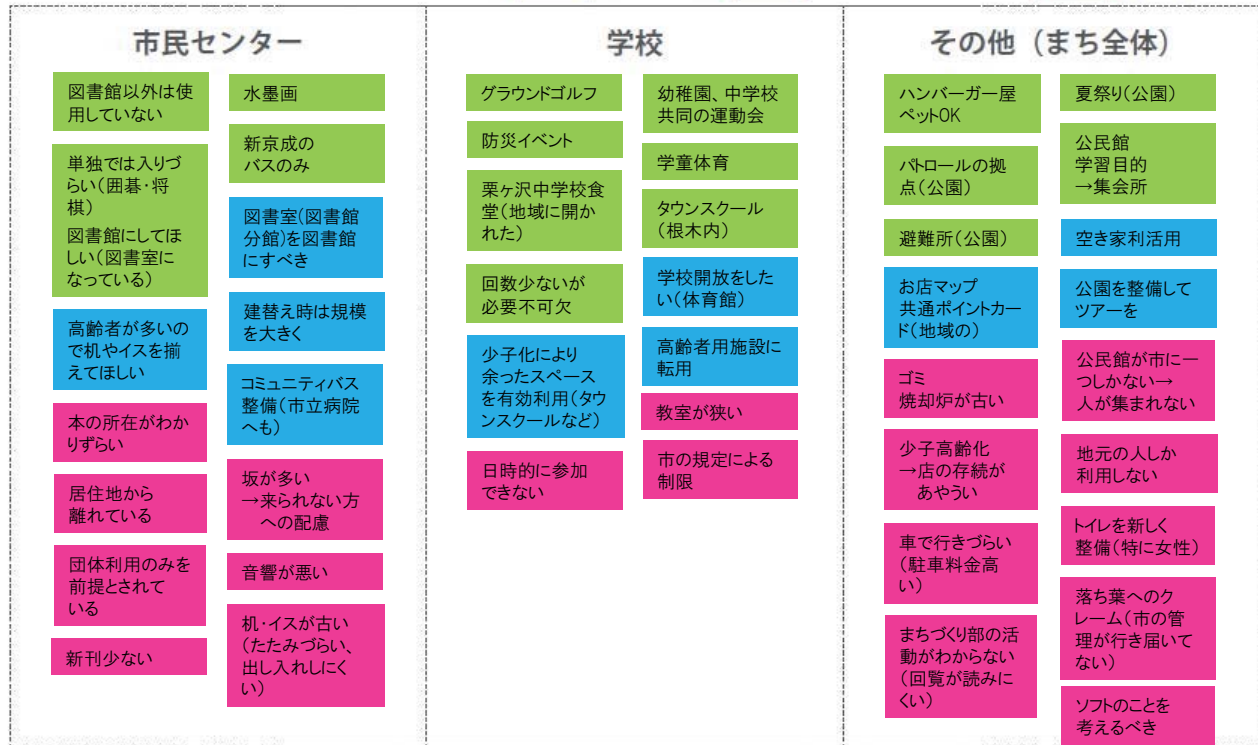 市民センター
図書館以外は使
用していない
単独では入りづ
らい(囲碁・将
棋)
図書館にしてほ
しい(図書室に
なっている)
高齢者が多いの
で机やイスを揃
えてほしい
本の所在がわか
りずらい
居住地から
離れている
団体利用のみを
前提とされて
いる
新刊少ない
水墨画
新京成の
バスのみ
図書室(図書館
分館)を図書館
にすべき
建替え時は規模
を大きく
コミュニティバス
整備(市立病院
へも)
坂が多い
→来られない方
への配慮
音響が悪い
机・イスが古い
(たたみづらい、
出し入れしにく
い)
学校
グラウンドゴルフ
防災イベント
栗ヶ沢中学校食
堂(地域に開か
れた)
回数少ないが
必要不可欠
少子化により
余ったスペース
を有効利用(タウ
ンスクールなど)
日時的に参加
できない
幼稚園、中学校
共同の運動会
学童体育
タウンスクール
(根木内)
学校開放をした
い(体育館)
高齢者用施設に
転用
教室が狭い
市の規定による
制限
その他（まち全体）
ハンバーガー屋
ペットOK
パトロールの拠
点(公園)
避難所(公園)
お店マップ
共通ポイントカー
ド(地域の)
ゴミ
焼却炉が古い
少子高齢化
→店の存続が
あやうい
車で行きづらい
(駐車料金高
い)
まちづくり部の活
動がわからない
(回覧が読みに
くい)
夏祭り(公園)
公民館
学習目的
→集会所
空き家利活用
公園を整備して
ツアーを
公民館が市に一
つしかない→
人が集まれない
地元の人しか
利用しない
トイレを新しく
整備(特に女性)
落ち葉へのク
レーム(市の管
理が行き届いて
ない)
ソフトのことを
考えるべき